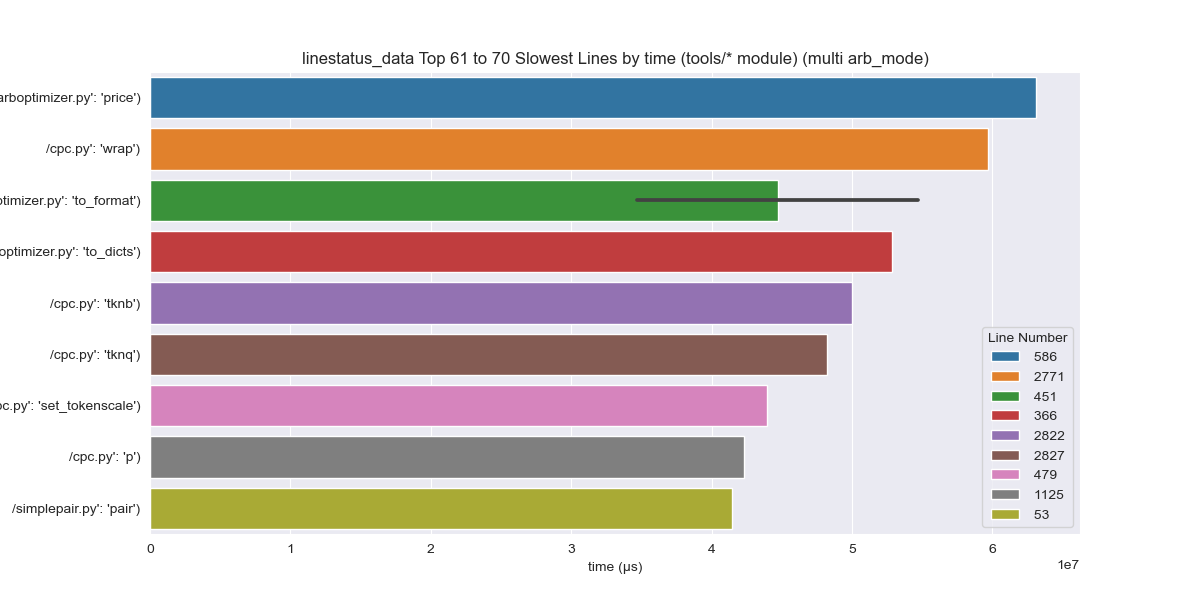 linestatus_data Top 61 to 70 Slowest Lines by time (tools/* module) (multi arb_mode)
arboptimizer.py': 'price')
/cpc.py': 'wrap')
optimizer.py': 'to_format')
optimizer.py': 'to_dicts')
/cpc.py': 'tknb')
/cpc.py': 'tknq')
pc.py': 'set_tokenscale')
/cpc.py': 'p')
/simplepair.py': 'pair')
Line Number
586
2771
451
366
2822
2827
479
1125
53
0 1 2 3 4 5 6
1e7
time (µs)